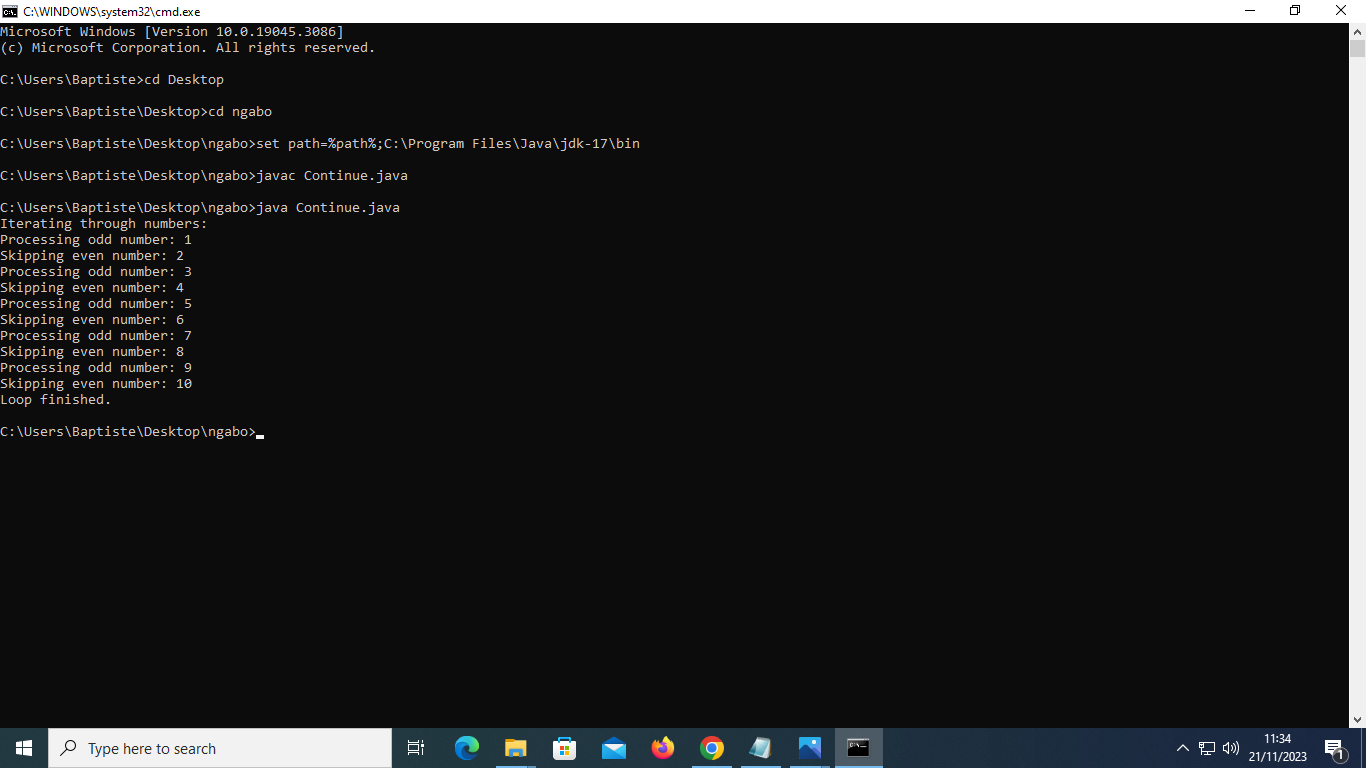 C:\WINDOWS\system32\cmd.exe
Microsoft Windows [Version 10.0.19045.3086]
(c) Microsoft Corporation. All rights reserved.
C:\Users\Baptiste>cd Desktop
C:\Users\Baptiste\Desktop>cd ngabo
C:\Users\Baptiste\Desktop\ngabo>set path=%path%;C:\Program Files\Java\jdk-17\bin
C:\Users\Baptiste\Desktop\ngabo>javac Continue.java
C:\Users\Baptiste\Desktop\ngabo>java Continue.java
Iterating through numbers:
Processing odd number: 1
Skipping even number: 2
Processing odd number: 3
Skipping even number: 4
Processing odd number: 5
Skipping even number: 6
Processing odd number: 7
Skipping even number: 8
Processing odd number: 9
Skipping even number: 10
Loop finished.
C:\Users\Baptiste\Desktop\ngabo>
Type here to search
11:34
21/11/2023
1